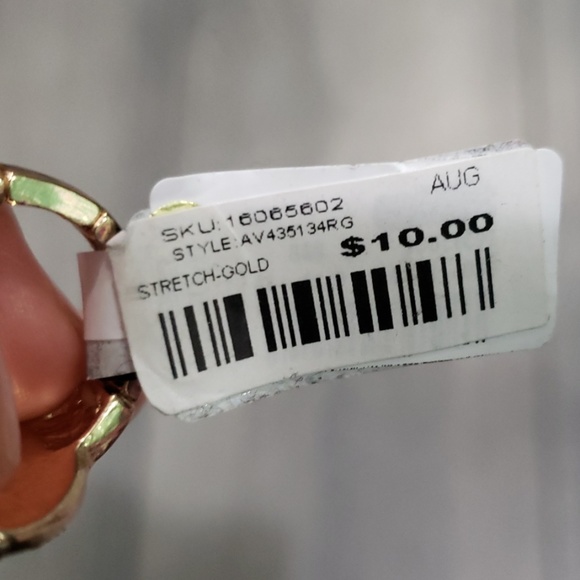 AUG
SKU:16065602
STYLE:AV435134RG
$10.00
STRETCH-GOLD